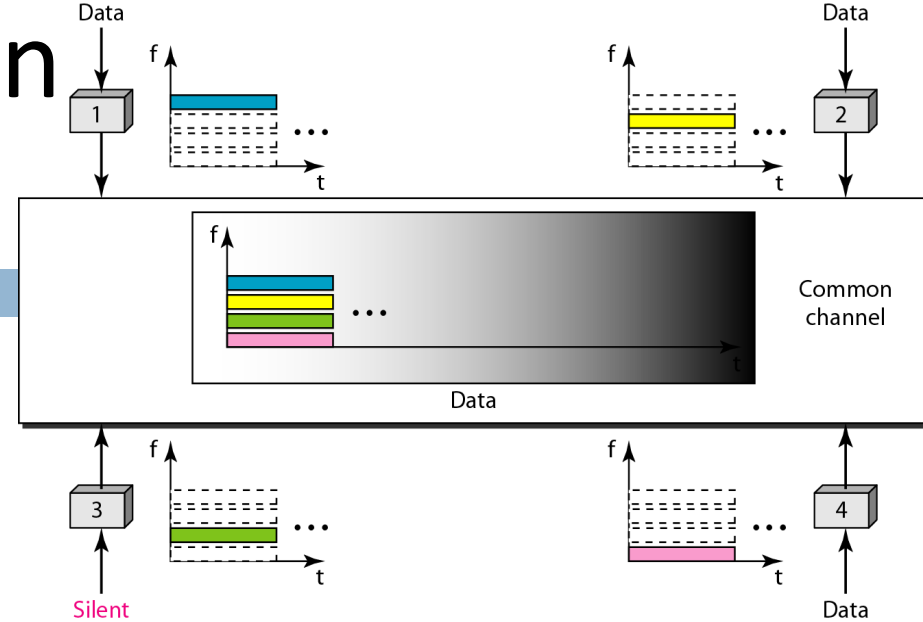 Data
Data
n
f
f
1
2
...
...
t
t
f
...
Common
channel
t
Data
f
f
3
4
...
...
t
t
Silent
Data